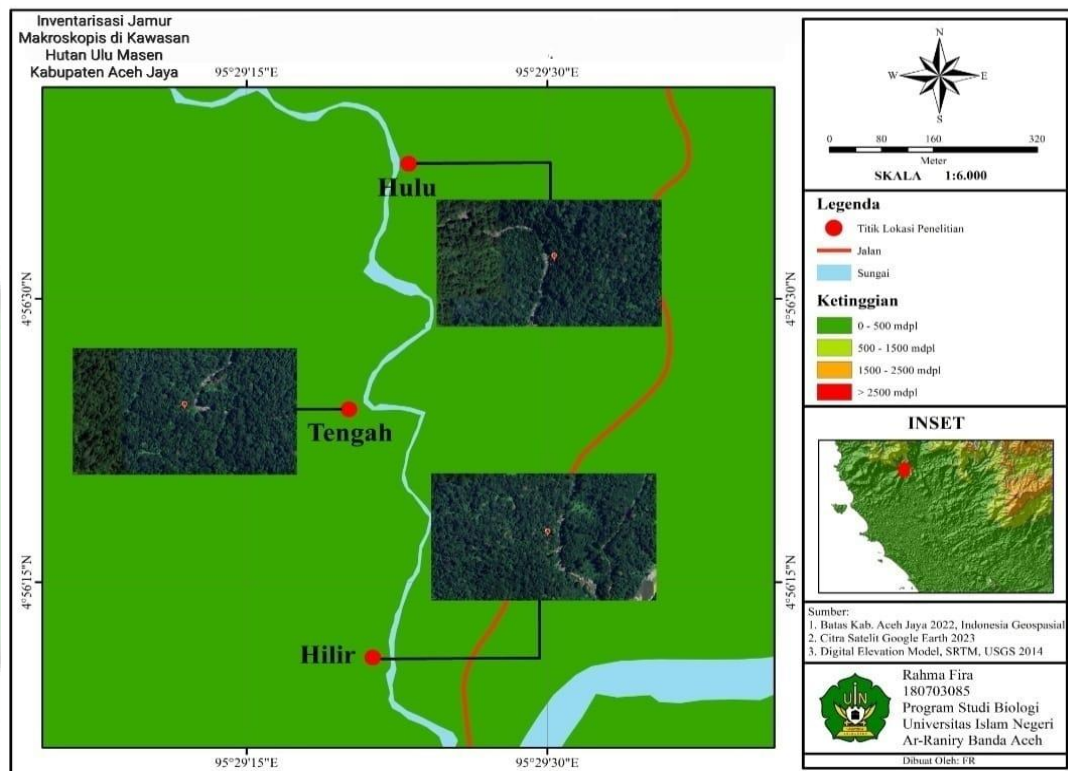 Inventarisasi Jamur
Makroskopis di Kawasan
Hutan Ulu Masen
Kabupaten Aceh Jaya
95°29'15"E
95°29'30"E
4°56'30"N
4°56'30"N
4°56'15"N
4°56'15"N
Hulu
Tengah
Hilir
95°29'15"E
95°29'30"E
N
W
E
S
0 80 160 320
Meter
SKALA 1:6.000
Legenda
Titik Lokasi Penelitian
Jalan
Sungai
Ketinggian
0 - 500 mdpl
500 - 1500 mdpl
1500 - 2500 mdpl
> 2500 mdpl
INSET
Sumber:
1. Batas Kab. Aceh Jaya 2022, Indonesia Geospasial
2. Citra Satelit Google Earth 2023
3. Digital Elevation Model, SRTM, USGS 2014
UIN
Rahma Fira
180703085
Program Studi Biologi
Universitas Islam Negeri
Ar-Raniry Banda Aceh
Dibuat Oleh: FR